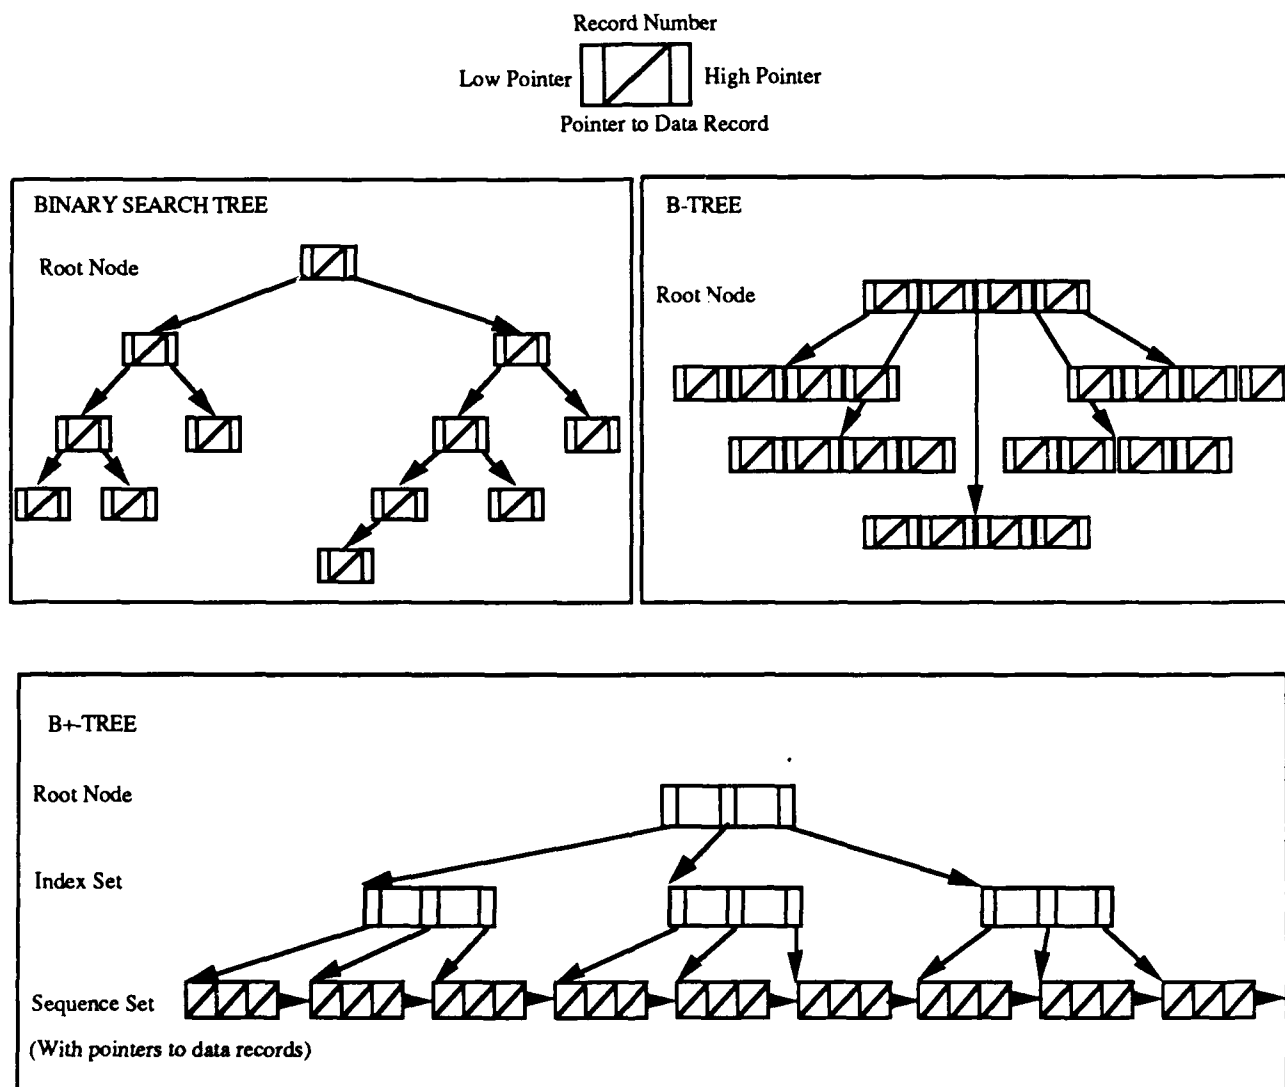 Record Number
Low Pointer
High Pointer
Pointer to Data Record
BINARY SEARCH TREE
Root Node
B-TREE
Root Node
B+-TREE
Root Node
Index Set
Sequence Set
(With pointers to data records)